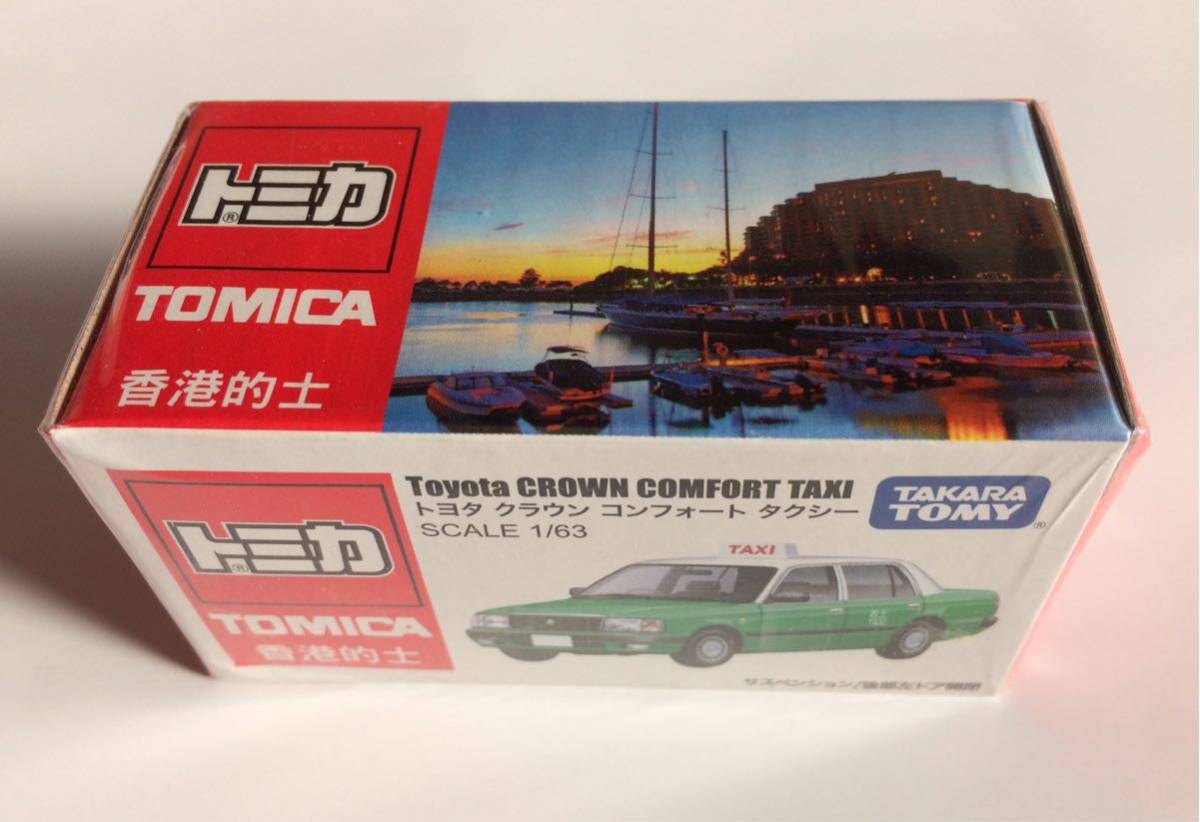 トミカ®
TOMICA
香港的士
トミカ®
TOMICA
香港的士
Toyota CROWN COMFORT TAXI
トヨタ クラウン コンフォート タクシー
SCALE 1/63
TAKARA
TOMY®
TAXI
サスペンション/後部左ドア開閉